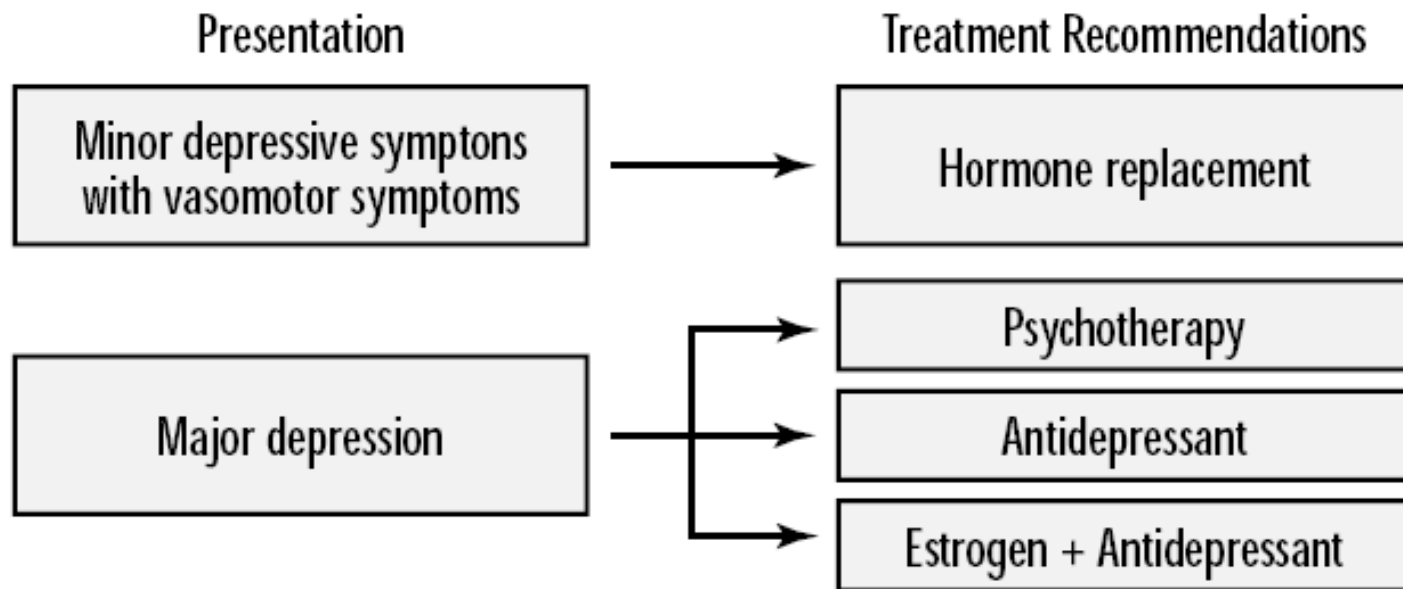 Presentation
Treatment Recommendations
Minor depressive symptons
with vasomotor symptoms
Hormone replacement
Major depression
Psychotherapy
Antidepressant
Estrogen + Antidepressant